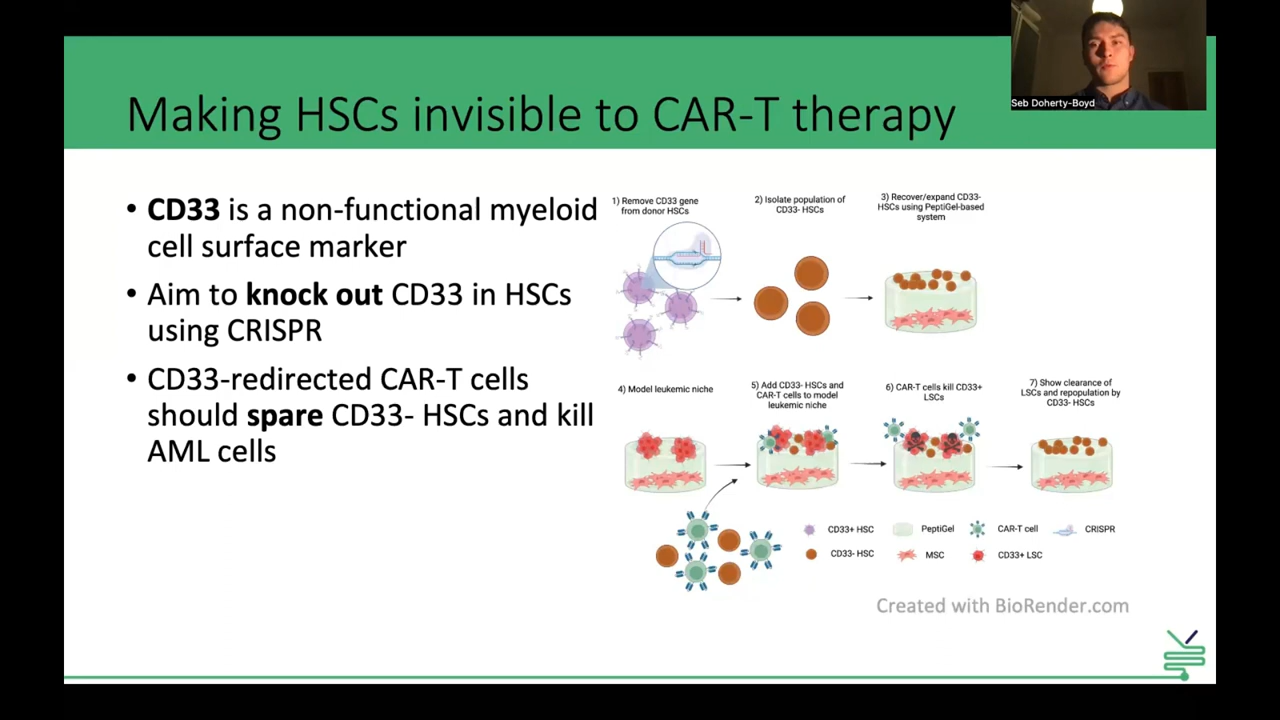 Making HSCs invisible to CAR-T therapy
Seb Doherty-Boyd
• CD33 is a non-functional myeloid
cell surface marker
• Aim to knock out CD33 in HSCs
using CRISPR
• CD33-redirected CAR-T cells
should spare CD33- HSCs and kill
AML cells
1) Remove CD33 gene
from donor HSCs
2) Isolate population of
CD33- HSCs
3) Recover/expand CD33-
HSCs using PeptiGel-based
system
4) Model leukemic niche
5) Add CD33- HSCs and
CAR-T cells to model
leukemic niche
6) CAR-T cells kill CD33+
LSCs
7) Show clearance of
LSCs and repopulation by
CD33- HSCs
CD33+ HSC
PeptiGel
CAR-T cell
CRISPR
CD33- HSC
MSC
CD33+ LSC
Created with BioRender.com